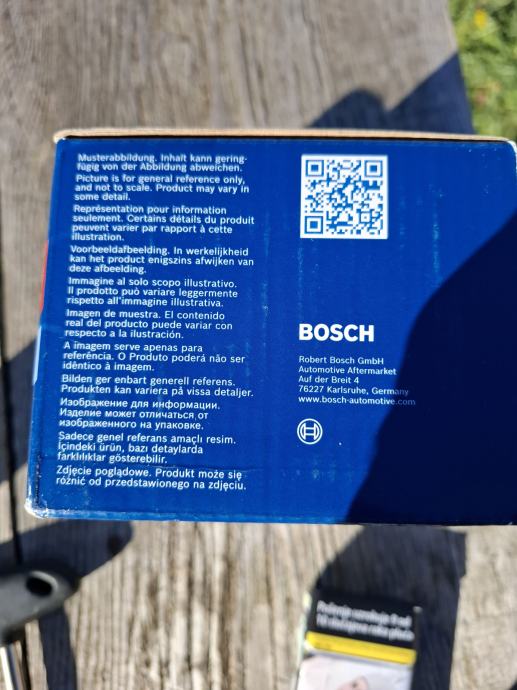 Musterabbildung. Inhalt kann gering-
fügig von der Abbildung abweichen.
Picture is for general reference only,
and not to scale. Product may vary in
some detail.
Représentation pour information
seulement. Certains détails du produit
peuvent varier par rapport à cette
illustration.
Voorbeeldafbeelding. In werkelijkheid
kan het product enigszins afwijken van
deze afbeelding.
Immagine al solo scopo illustrativo.
Il prodotto può variare leggermente
rispetto all'immagine illustrativa.
Imagen de muestra. El contenido
real del producto puede variar con
respecto a la ilustración.
A imagem serve apenas para
referência. O Produto poderá não ser
idêntico à imagem.
Bilden ger enbart generell referens.
Produkten kan variera på vissa detaljer.
Изображение для информации.
Изделие может отличаться от
изображенного на упаковке.
Sadece genel referans amaçlı resim.
İçindeki ürün, bazı detaylarda
farklılıklar gösterebilir.
Zdjęcie poglądowe. Produkt może się
różnić od przedstawionego na zdjęciu.
BOSCH
Robert Bosch GmbH
Automotive Aftermarket
Auf der Breit 4
76227 Karlsruhe, Germany
www.bosch-automotive.com